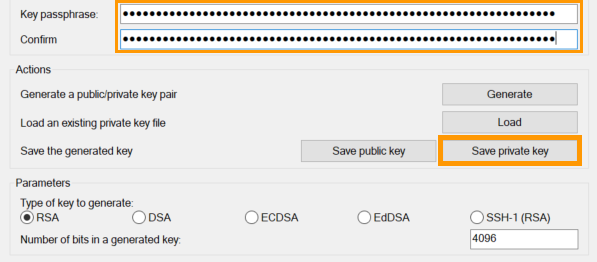 Key passphrase: ●●●●●●●●●●●●●●●●●●●●●●●●●●●●●●●●●●●●●●●●●●●●●●●●●●●●●●●●●●●●●●●●
Confirm ●●●●●●●●●●●●●●●●●●●●●●●●●●●●●●●●●●●●●●●●●●●●●●●●●●●●●●●●●●●●●●●●
Actions
Generate a public/private key pair Generate
Load an existing private key file Load
Save the generated key Save public key Save private key
Parameters
Type of key to generate:
RSA DSA ECDSA EdDSA SSH-1 (RSA)
Number of bits in a generated key: 4096